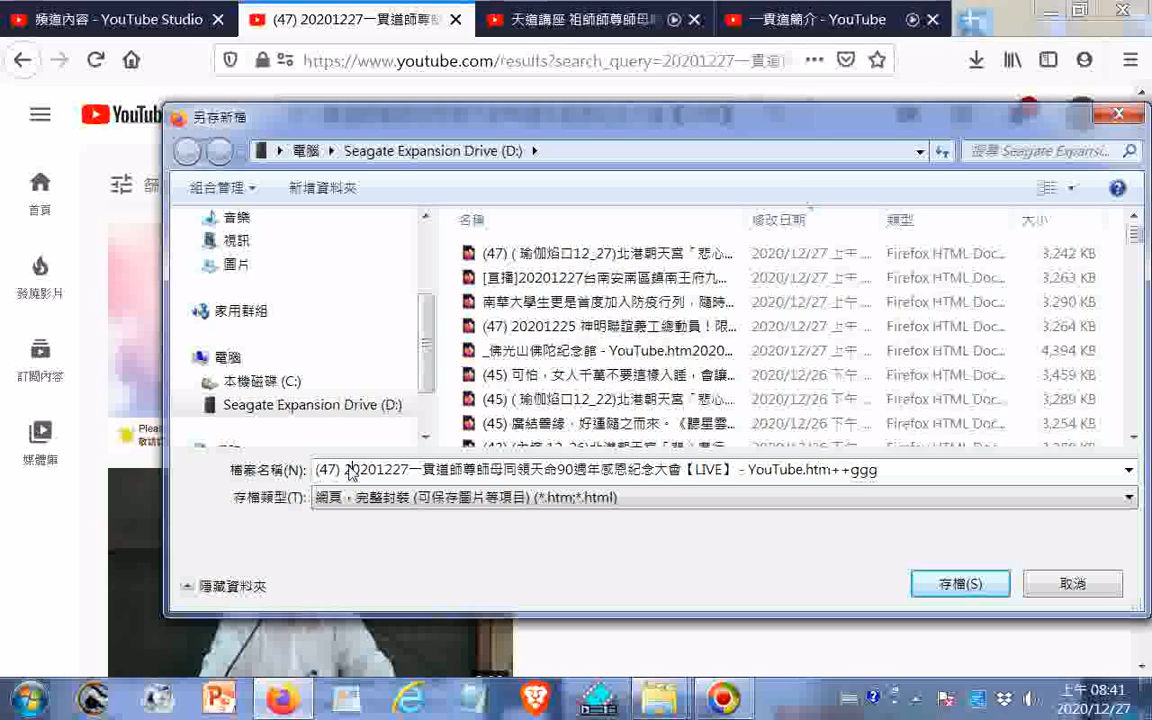 頻道內容 - YouTube Studio
(47) 20201227一貫道師尊師
天道講座 祖師師尊師母
一貫道簡介 - YouTube
https://www.youtube.com/results?search_query=20201227一貫道
YouTube
另存新檔
電腦
Seagate Expansion Drive (D:)
搜尋 Seagate Expansi...
組合管理
新增資料夾
首頁
發燒影片
訂閱內容
媒體庫
篩
音樂
視訊
圖片
家用群組
電腦
本機磁碟 (C:)
Seagate Expansion Drive (D:)
名稱 修改日期 類型 大小
(47) ( 瑜伽焰口12_27)北港朝天宮「悲心... 2020/12/27 上午 ... Firefox HTML Doc... 3,242 KB
[直播]20201227台南安南區鎮南王府九... 2020/12/27 上午 ... Firefox HTML Doc... 3,263 KB
南華大學生更是首度加入防疫行列，隨時... 2020/12/27 上午 ... Firefox HTML Doc... 3,290 KB
(47) 20201225 神明聯誼義工總動員！限... 2020/12/27 上午 ... Firefox HTML Doc... 3,264 KB
_佛光山佛陀紀念館 - YouTube.htm2020... 2020/12/27 上午 ... Firefox HTML Doc... 4,394 KB
(45) 可怕，女人千萬不要這樣入睡，會讓... 2020/12/26 下午 ... Firefox HTML Doc... 3,459 KB
(45) ( 瑜伽焰口12_22)北港朝天宮「悲心... 2020/12/26 下午 ... Firefox HTML Doc... 3,289 KB
(45) 廣結善緣，好運隨之而來。《聽星雲... 2020/12/26 下午 ... Firefox HTML Doc... 3,254 KB
檔案名稱(N): (47) 20201227一貫道師尊師母同領天命90週年感恩紀念大會【LIVE】 - YouTube.htm++ggg
存檔類型(T): 網頁，完整封裝 (可保存圖片等項目) (*.htm;*.html)
隱藏資料夾
存檔(S)
取消
Pleas
敬請
上午 08:41
2020/12/27